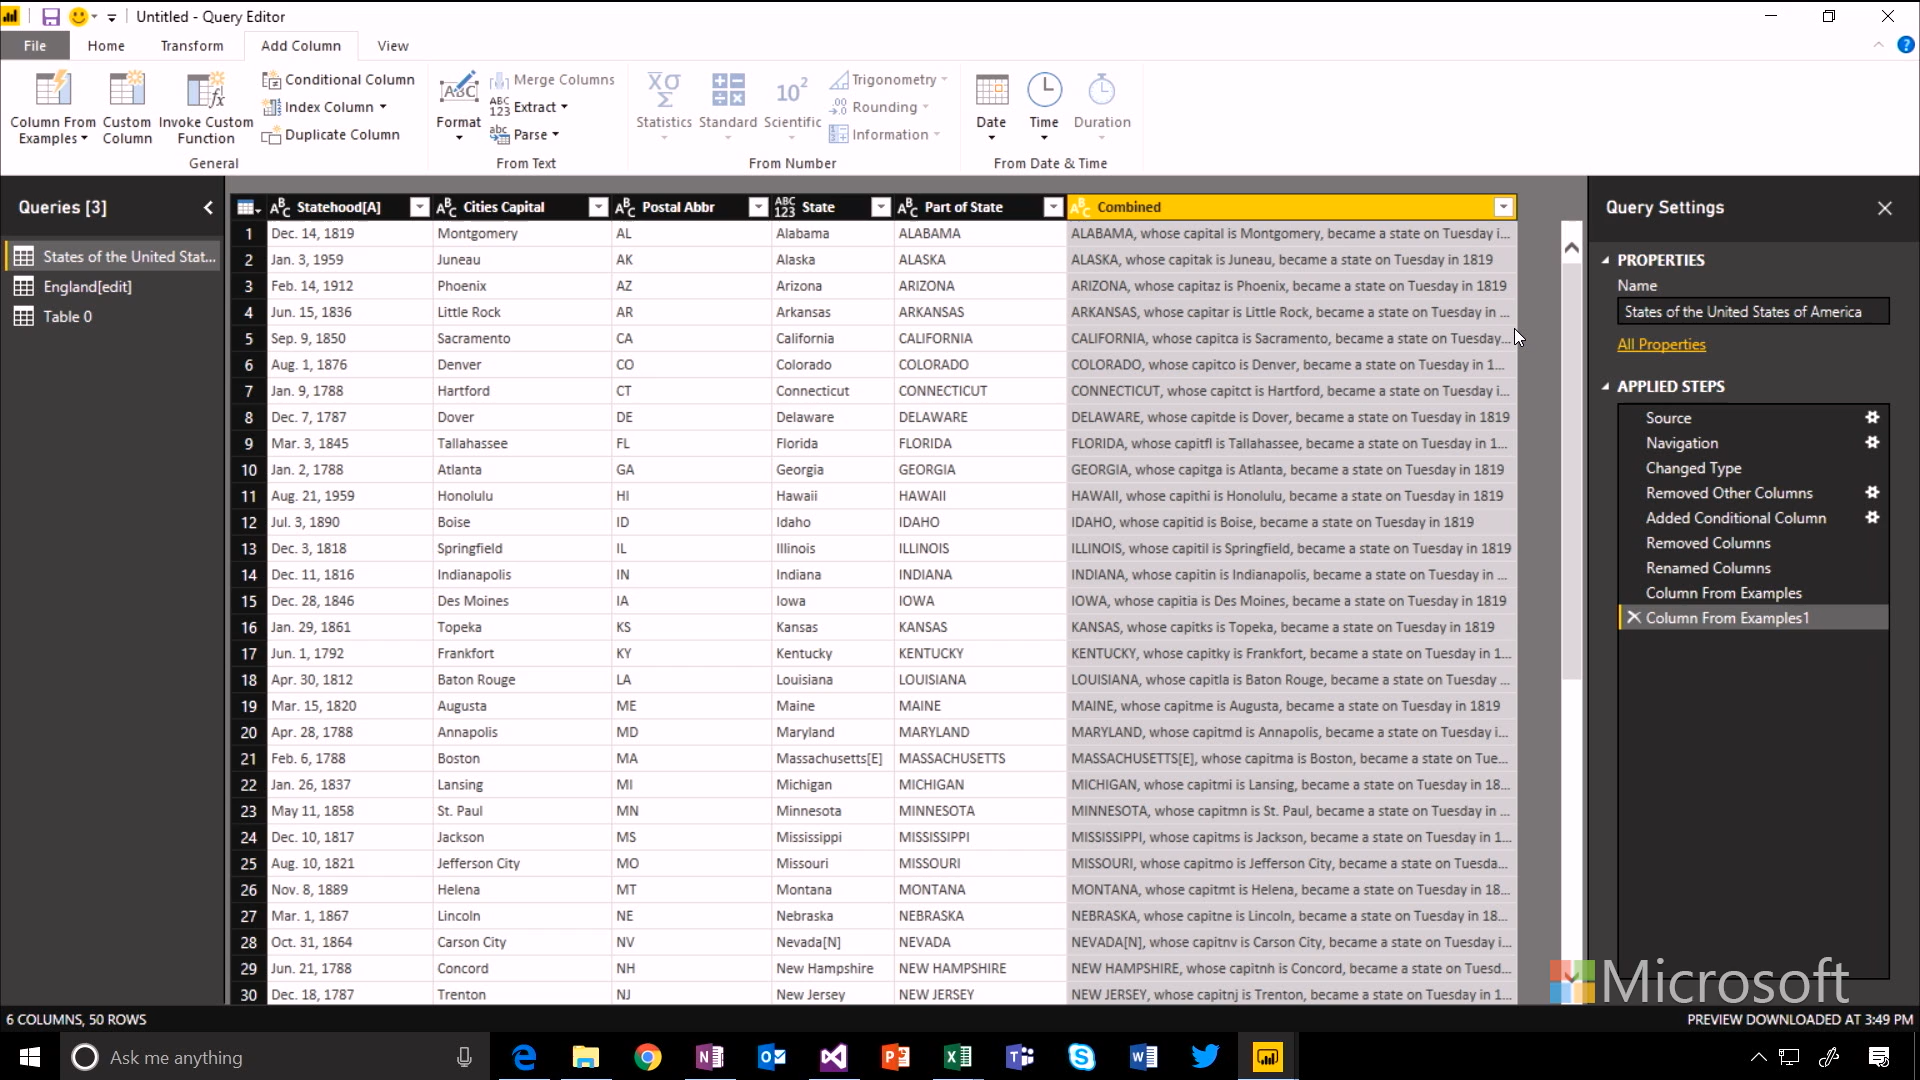 Untitled - Query Editor
File Home Transform Add Column View
Column From Examples
Custom Column
Invoke Custom Function
Conditional Column
Index Column
Duplicate Column
General
Format
Merge Columns
Extract
Parse
From Text
Statistics
Standard
Scientific
Trigonometry
Rounding
Information
From Number
Date
Time
Duration
From Date & Time
Queries [3]
States of the United Stat...
England[edit]
Table 0
Statehood[A] Cities Capital Postal Abbr State Part of State Combined
1 Dec. 14, 1819 Montgomery AL Alabama ALABAMA ALABAMA, whose capital is Montgomery, became a state on Tuesday i...
2 Jan. 3, 1959 Juneau AK Alaska ALASKA ALASKA, whose capitak is Juneau, became a state on Tuesday in 1819
3 Feb. 14, 1912 Phoenix AZ Arizona ARIZONA ARIZONA, whose capitaz is Phoenix, became a state on Tuesday in 1819
4 Jun. 15, 1836 Little Rock AR Arkansas ARKANSAS ARKANSAS, whose capitar is Little Rock, became a state on Tuesday in ...
5 Sep. 9, 1850 Sacramento CA California CALIFORNIA CALIFORNIA, whose capitca is Sacramento, became a state on Tuesday...
6 Aug. 1, 1876 Denver CO Colorado COLORADO COLORADO, whose capitco is Denver, became a state on Tuesday in 1...
7 Jan. 9, 1788 Hartford CT Connecticut CONNECTICUT CONNECTICUT, whose capitct is Hartford, became a state on Tuesday i...
8 Dec. 7, 1787 Dover DE Delaware DELAWARE DELAWARE, whose capitde is Dover, became a state on Tuesday in 1819
9 Mar. 3, 1845 Tallahassee FL Florida FLORIDA FLORIDA, whose capitfl is Tallahassee, became a state on Tuesday in 1...
10 Jan. 2, 1788 Atlanta GA Georgia GEORGIA GEORGIA, whose capitga is Atlanta, became a state on Tuesday in 1819
11 Aug. 21, 1959 Honolulu HI Hawaii HAWAII HAWAII, whose capithi is Honolulu, became a state on Tuesday in 1819
12 Jul. 3, 1890 Boise ID Idaho IDAHO IDAHO, whose capitid is Boise, became a state on Tuesday in 1819
13 Dec. 3, 1818 Springfield IL Illinois ILLINOIS ILLINOIS, whose capitil is Springfield, became a state on Tuesday in 1819
14 Dec. 11, 1816 Indianapolis IN Indiana INDIANA INDIANA, whose capitin is Indianapolis, became a state on Tuesday in ...
15 Dec. 28, 1846 Des Moines IA Iowa IOWA IOWA, whose capitia is Des Moines, became a state on Tuesday in 1819
16 Jan. 29, 1861 Topeka KS Kansas KANSAS KANSAS, whose capitks is Topeka, became a state on Tuesday in 1819
17 Jun. 1, 1792 Frankfort KY Kentucky KENTUCKY KENTUCKY, whose capitky is Frankfort, became a state on Tuesday in 1...
18 Apr. 30, 1812 Baton Rouge LA Louisiana LOUISIANA LOUISIANA, whose capitla is Baton Rouge, became a state on Tuesday ...
19 Mar. 15, 1820 Augusta ME Maine MAINE MAINE, whose capitme is Augusta, became a state on Tuesday in 1819
20 Apr. 28, 1788 Annapolis MD Maryland MARYLAND MARYLAND, whose capitmd is Annapolis, became a state on Tuesday i...
21 Feb. 6, 1788 Boston MA Massachusetts[E] MASSACHUSETTS MASSACHUSETTS[E], whose capitma is Boston, became a state on Tue...
22 Jan. 26, 1837 Lansing MI Michigan MICHIGAN MICHIGAN, whose capitmi is Lansing, became a state on Tuesday in 18...
23 May 11, 1858 St. Paul MN Minnesota MINNESOTA MINNESOTA, whose capitmn is St. Paul, became a state on Tuesday in ...
24 Dec. 10, 1817 Jackson MS Mississippi MISSISSIPPI MISSISSIPPI, whose capitms is Jackson, became a state on Tuesday in 1...
25 Aug. 10, 1821 Jefferson City MO Missouri MISSOURI MISSOURI, whose capitmo is Jefferson City, became a state on Tuesda...
26 Nov. 8, 1889 Helena MT Montana MONTANA MONTANA, whose capitmt is Helena, became a state on Tuesday in 18...
27 Mar. 1, 1867 Lincoln NE Nebraska NEBRASKA NEBRASKA, whose capitne is Lincoln, became a state on Tuesday in 18...
28 Oct. 31, 1864 Carson City NV Nevada[N] NEVADA NEVADA[N], whose capitnv is Carson City, became a state on Tuesday i...
29 Jun. 21, 1788 Concord NH New Hampshire NEW HAMPSHIRE NEW HAMPSHIRE, whose capitnh is Concord, became a state on Tuesd...
30 Dec. 18, 1787 Trenton NJ New Jersey NEW JERSEY NEW JERSEY, whose capitnj is Trenton, became a state on Tuesday in 1...
Query Settings
PROPERTIES
Name
States of the United States of America
All Properties
APPLIED STEPS
Source
Navigation
Changed Type
Removed Other Columns
Added Conditional Column
Removed Columns
Renamed Columns
Column From Examples
Column From Examples1
Microsoft
6 COLUMNS, 50 ROWS
PREVIEW DOWNLOADED AT 3:49 PM
Ask me anything